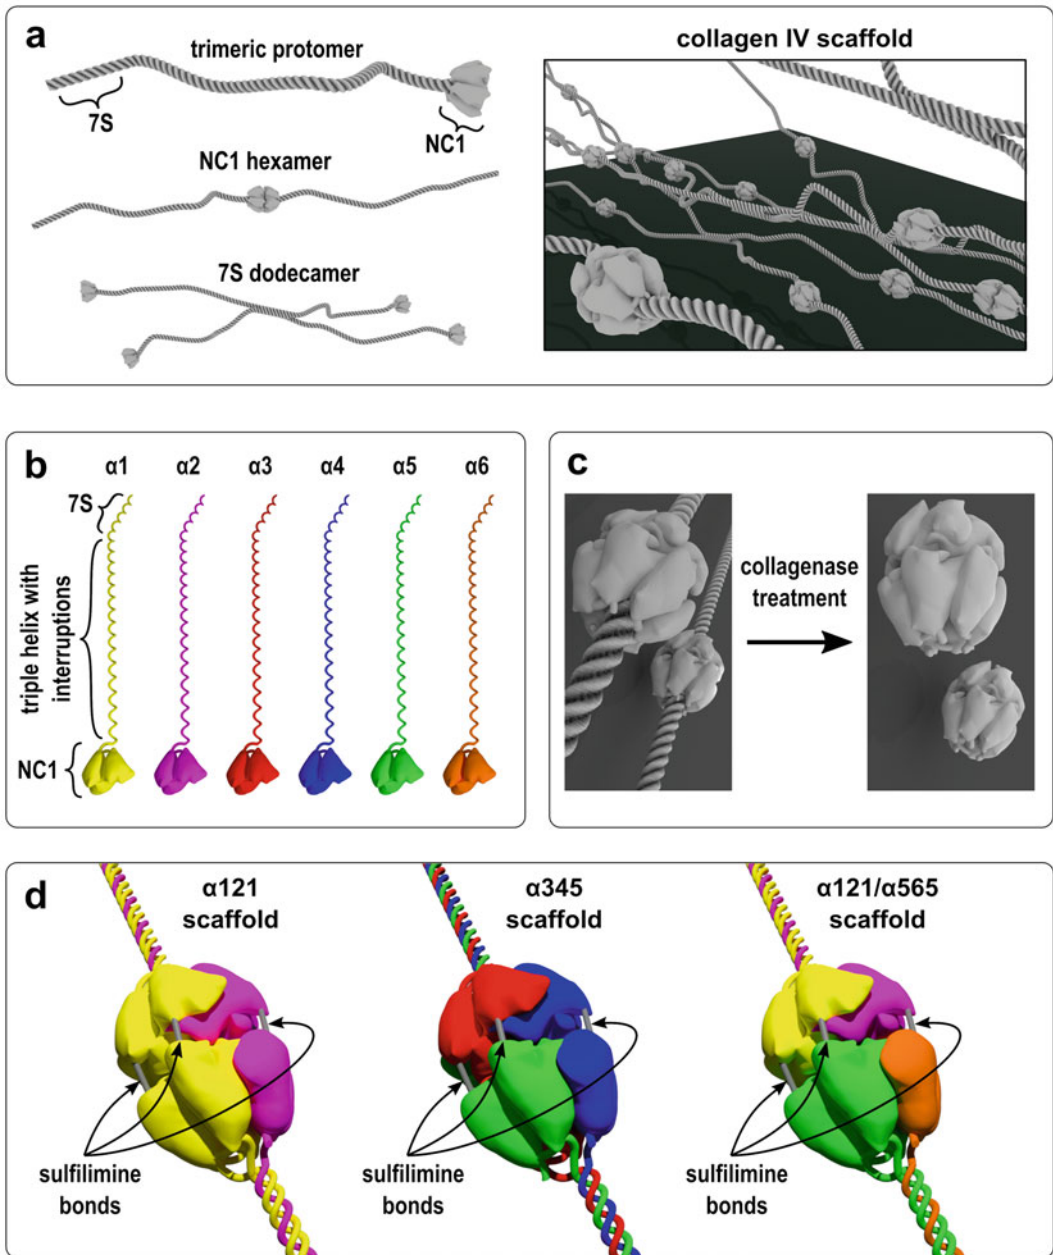 a
trimeric protomer
7S
NC1
NC1 hexamer
7S dodecamer
collagen IV scaffold
b
α1
α2
α3
α4
α5
α6
7S
triple helix with
interruptions
NC1
c
collagenase
treatment
d
α121
scaffold
α345
scaffold
α121/α565
scaffold
sulfilimine
bonds
sulfilimine
bonds
sulfilimine
bonds